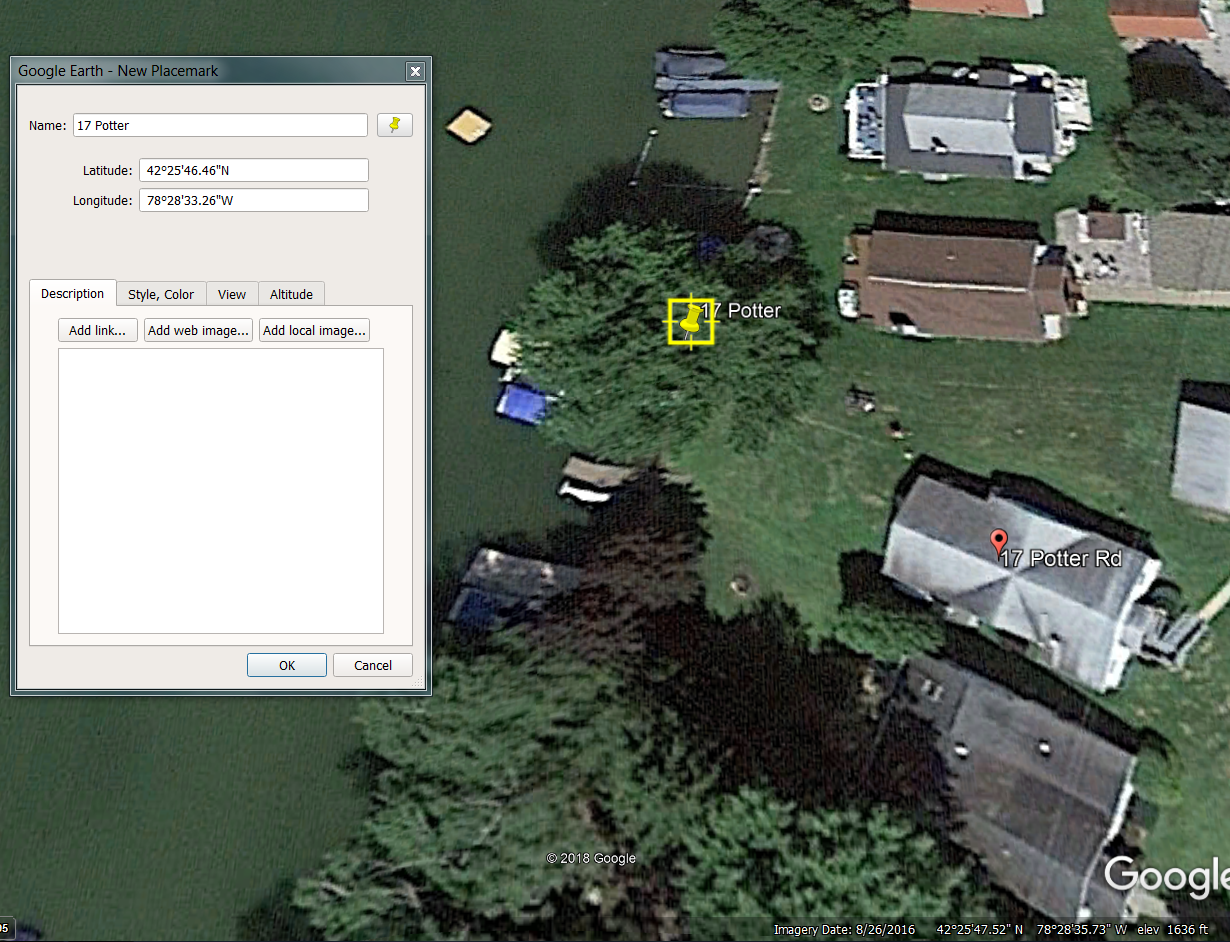 Google Earth - New Placemark
Name: 17 Potter
Latitude: 42°25'46.46"N
Longitude: 78°28'33.26"W
Description Style, Color View Altitude
Add link... Add web image... Add local image...
OK Cancel
17 Potter
17 Potter Rd
© 2018 Google
Google
05
Imagery Date: 8/26/2016 42°25'47.52" N 78°28'35.73" W elev 1636 ft